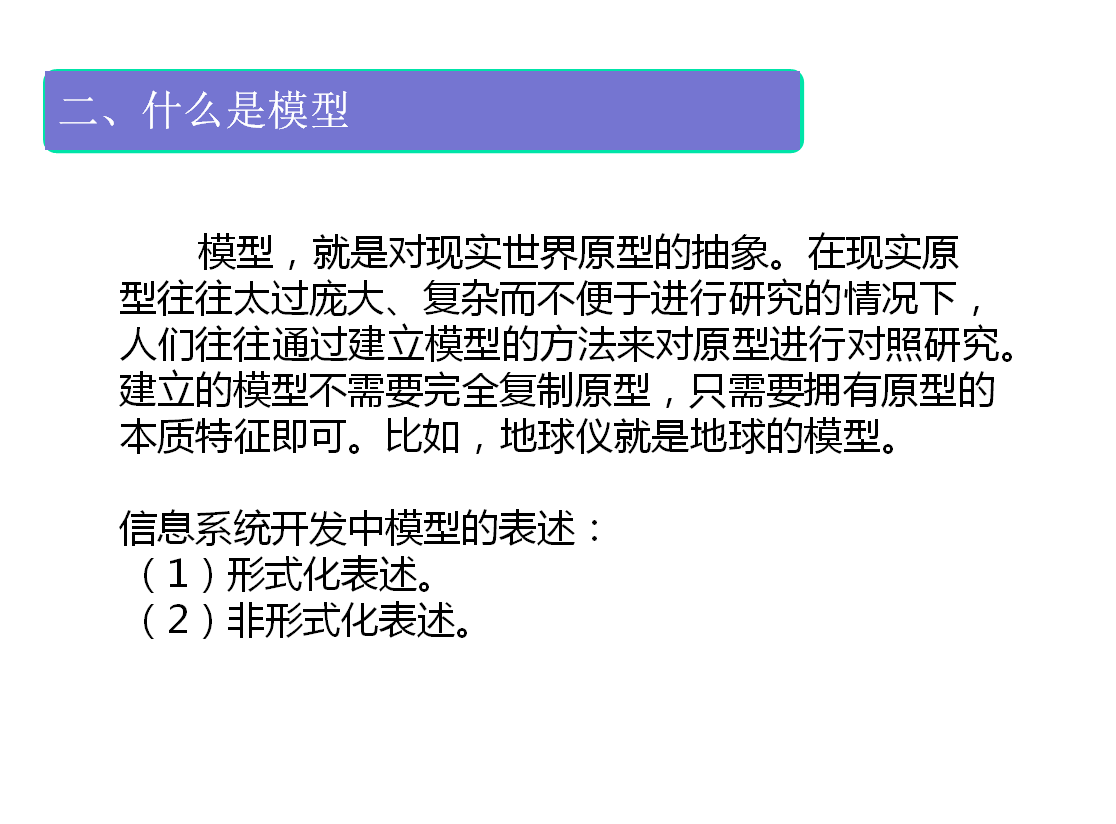 二、什么是模型
模型，就是对现实世界原型的抽象。在现实原
型往往太过庞大、复杂而不便于进行研究的情况下，
人们往往通过建立模型的方法来对原型进行对照研究。
建立的模型不需要完全复制原型，只需要拥有原型的
本质特征即可。比如，地球仪就是地球的模型。
信息系统开发中模型的表述：
（1）形式化表述。
（2）非形式化表述。